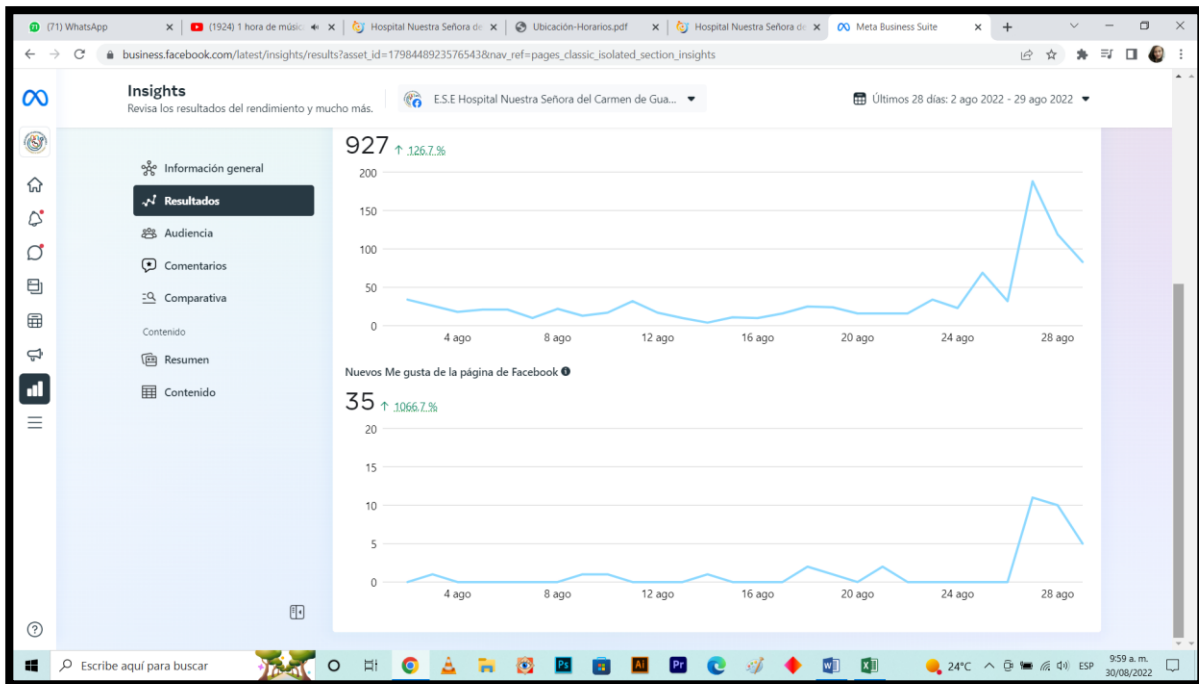 (71) WhatsApp
(1924) 1 hora de músic
Hospital Nuestra Señora de
Ubicación-Horarios.pdf
Hospital Nuestra Señora de
Meta Business Suite
business.facebook.com/latest/insights/results?asset_id=1798448923576543&nav_ref=pages_classic_isolated_section_insights
Insights
Revisa los resultados del rendimiento y mucho más.
E.S.E Hospital Nuestra Señora del Carmen de Gua...
Últimos 28 días: 2 ago 2022 - 29 ago 2022
Información general
Resultados
Audiencia
Comentarios
Comparativa
Contenido
Resumen
Contenido
927 ↑ 126.7 %
200
150
100
50
0
4 ago 8 ago 12 ago 16 ago 20 ago 24 ago 28 ago
Nuevos Me gusta de la página de Facebook
35 ↑ 1066.7 %
20
15
10
5
0
4 ago 8 ago 12 ago 16 ago 20 ago 24 ago 28 ago
Escribe aquí para buscar
Ps
Ai
Pr
24°C
ESP
9:59 a. m.
30/08/2022